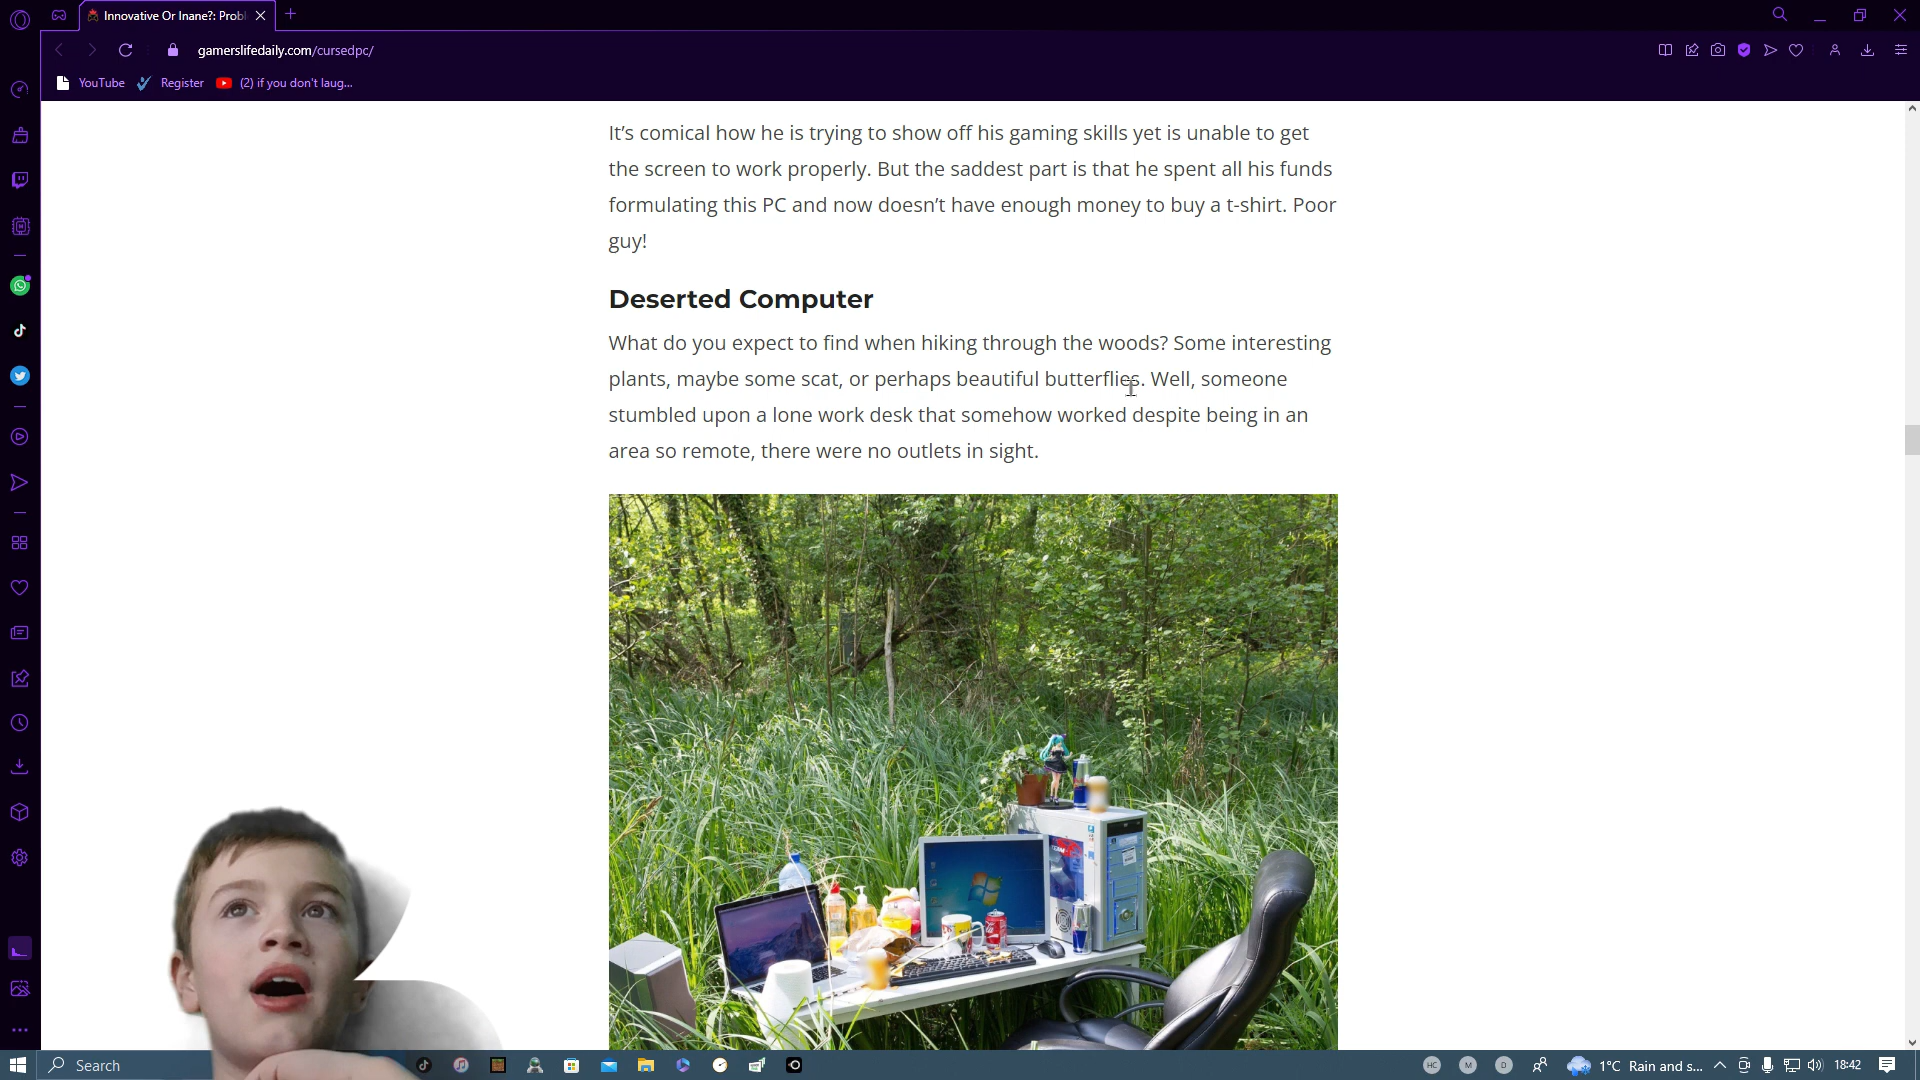 Innovative Or Inane?: Probl
gamerslifedaily.com/cursedpc/
YouTube Register (2) if you don't laug...
It’s comical how he is trying to show off his gaming skills yet is unable to get
the screen to work properly. But the saddest part is that he spent all his funds
formulating this PC and now doesn’t have enough money to buy a t-shirt. Poor
guy!
Deserted Computer
What do you expect to find when hiking through the woods? Some interesting
plants, maybe some scat, or perhaps beautiful butterflies. Well, someone
stumbled upon a lone work desk that somehow worked despite being in an
area so remote, there were no outlets in sight.
Search
HC M D 1°C Rain and s... 18:42